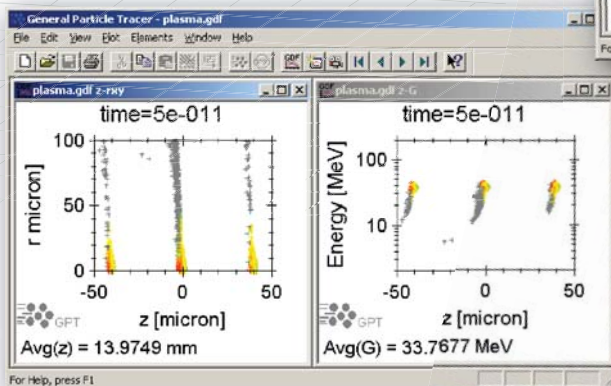 General Particle Tracer - plasma.gdf
File Edit View Plot Elements Window Help
plasma.gdf z-rxy
time=5e-011
100
50
0
r micron
-50 0 50
z [micron]
GPT
Avg(z) = 13.9749 mm
plasma.gdf z-G
time=5e-011
100
10
Energy [MeV]
-50 0 50
z [micron]
GPT
Avg(G) = 33.7677 MeV
For Help, press F1